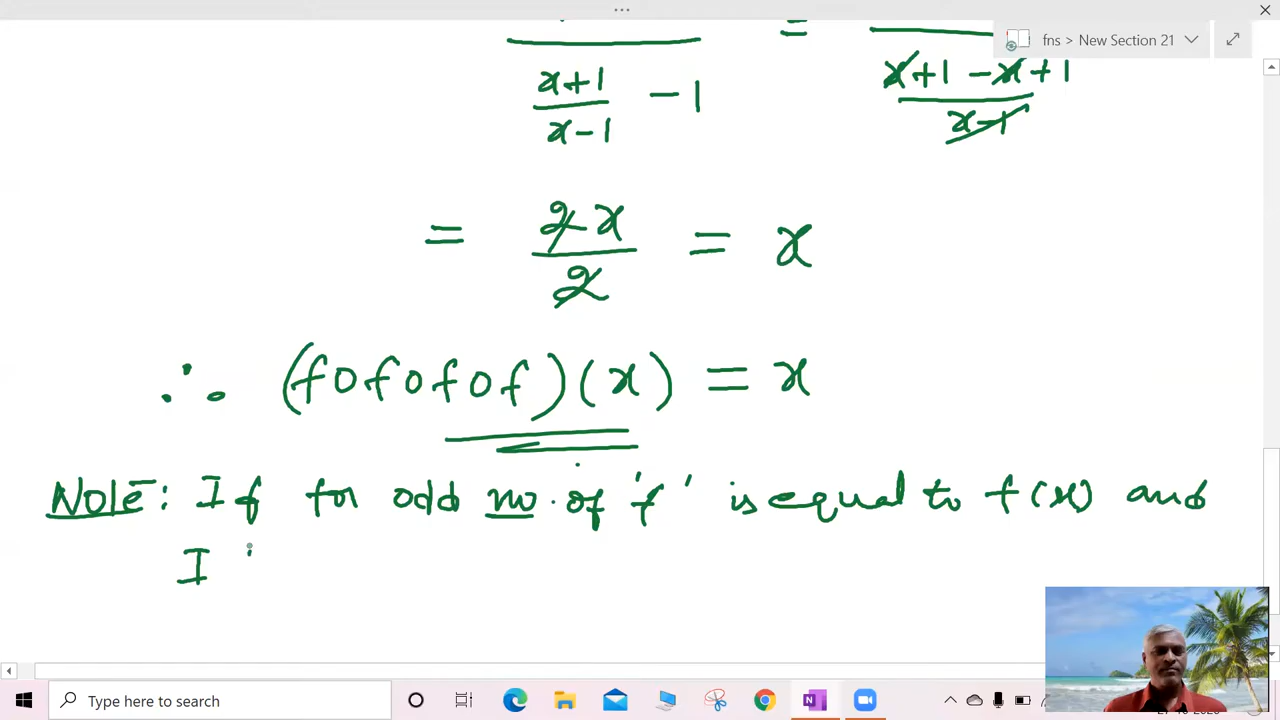 fns > New Section 21
=
x+1
x-1
-1
x+1-x+1
x-1
= 2x
2
= x
∴ (fofofof)(x) = x
Note: If for odd no. of 'f' is equal to f(x) and
I
Type here to search